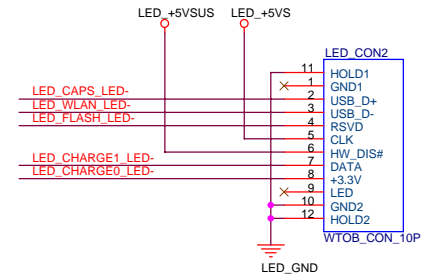 LED_+5VSUS LED_+5VS
LED_CON2
11 HOLD1
1 GND1
LED_CAPS_LED- 2 USB_D+
LED_WLAN_LED- 3 USB_D-
LED_FLASH_LED- 4 RSVD
5 CLK
6 HW_DIS#
LED_CHARGE1_LED- 7 DATA
LED_CHARGE0_LED- 8 +3.3V
9 LED
10 GND2
12 HOLD2
WTOB_CON_10P
LED_GND